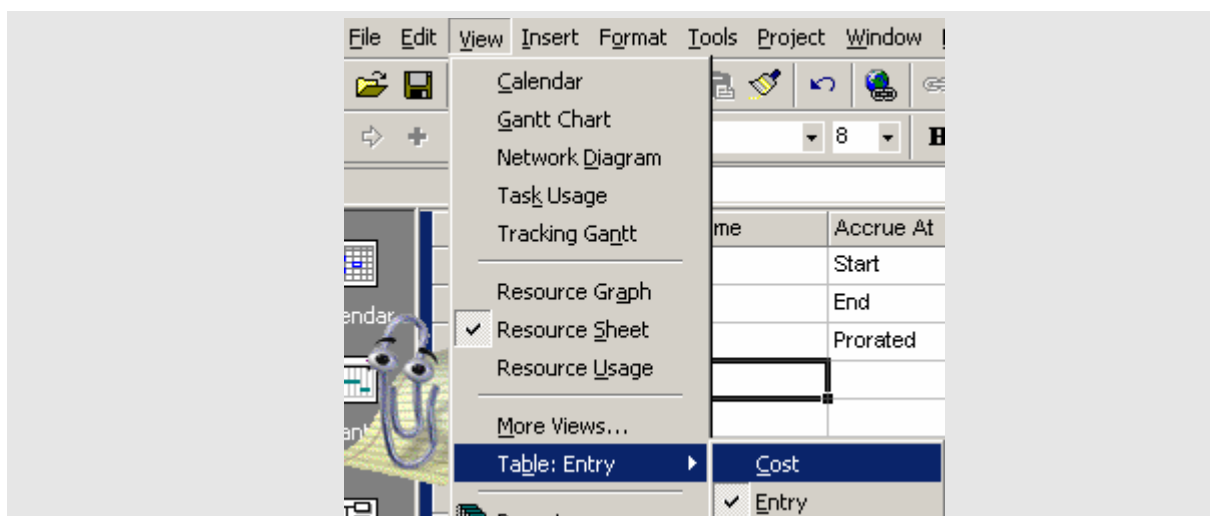 File Edit View Insert Format Tools Project Window
Calendar
Gantt Chart
8 B
Network Diagram
Task Usage
Tracking Gantt
me Accrue At
Start
Resource Graph
End
Resource Sheet
Prorated
Resource Usage
More Views...
Table: Entry Cost
Entry